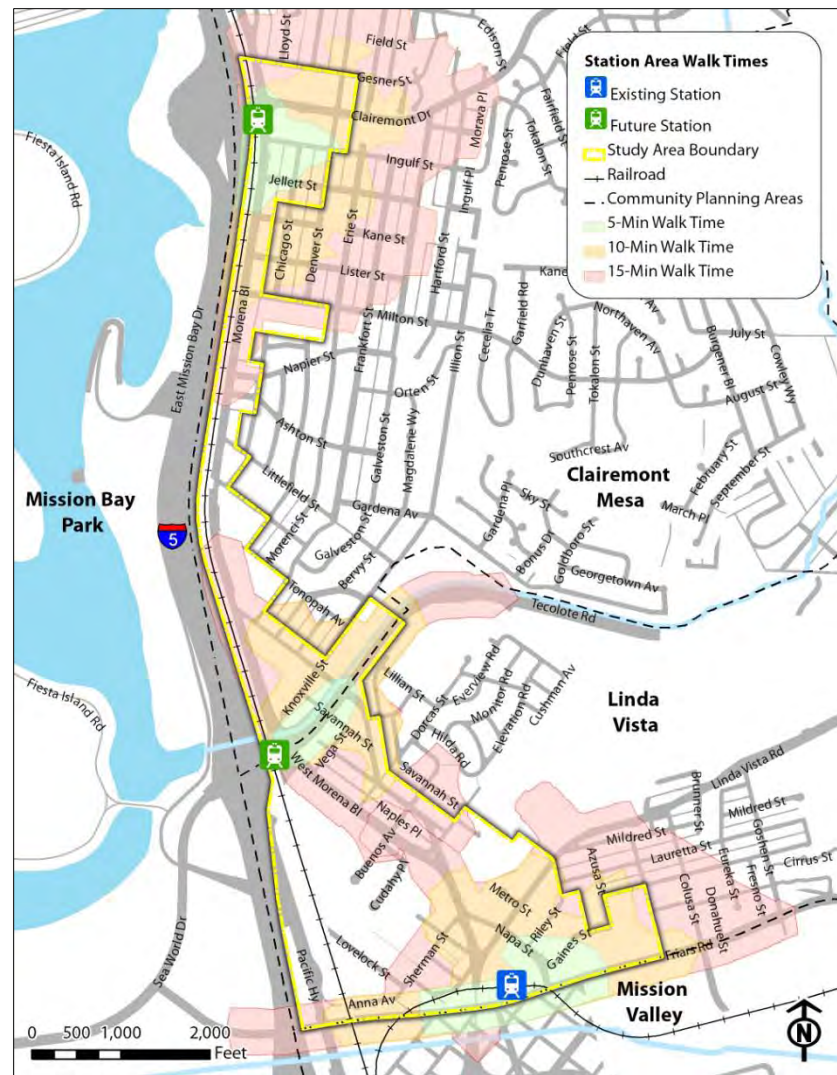 Station Area Walk Times
Existing Station
Future Station
Study Area Boundary
Railroad
Community Planning Areas
5-Min Walk Time
10-Min Walk Time
15-Min Walk Time
Lloyd St
Field St
Edison St
Field St
Gesner St
Clairemont Dr
Morava Pl
Fairfield St
Penrose St
Tokalon St
Fiesta Island Rd
Ingulf St
Ingulf Pl
Jellett St
Chicago St
Denver St
Erie St
Kane St
Hartford St
Lister St
Morena Bl
Milton St
Frankfort St
Illion St
Cecelia Tr
Garfield Rd
Dunhaven St
Penrose St
Tokalon St
Kane
Av
Northaven Av
Burgener Bl
July St
Cowley Wy
August St
East Mission Bay Dr
Napier St
Orten St
Ashton St
Galveston St
Magdalene Wy
Southcrest Av
February St
September St
Clairemont
Mesa
Mission Bay
Park
5
Littlefield St
Morenci St
Gardena Av
Galveston St
Bervy St
Gardena Pl
Sky St
Bonus Dr
Goldboro St
Georgetown Av
March Pl
Tonopah Av
Tecolote Rd
Knoxville St
Lillian St
Everview Rd
Monitor Rd
Elevation Rd
Cushman Av
Dorcas St
Hilda Rd
Linda
Vista
Fiesta Island Rd
Savannah St
Vega St
Savannah St
West Morena Bl
Naples Pl
Buenos Av
Cudahy Pl
Linda Vista Rd
Brunner St
Mildred St
Mildred St
Lauretta St
Goshen St
Eureka St
Fresno St
Cirrus St
Azusa St
Colusa St
Donahue St
Metro St
Riley St
Napa St
Gaines St
Friars Rd
Sea World Dr
Pacific Hy
Lovelock St
Sherman St
Anna Av
Mission
Valley
0 500 1,000 2,000
Feet
N